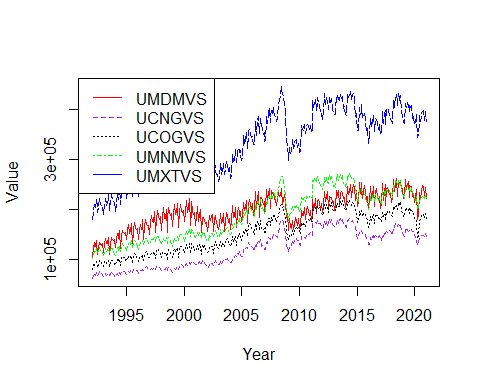 UMDMVS
UCNGVS
UCOGVS
UMNMVS
UMXTVS
Value
1e+05
3e+05
1995
2000
2005
2010
2015
2020
Year